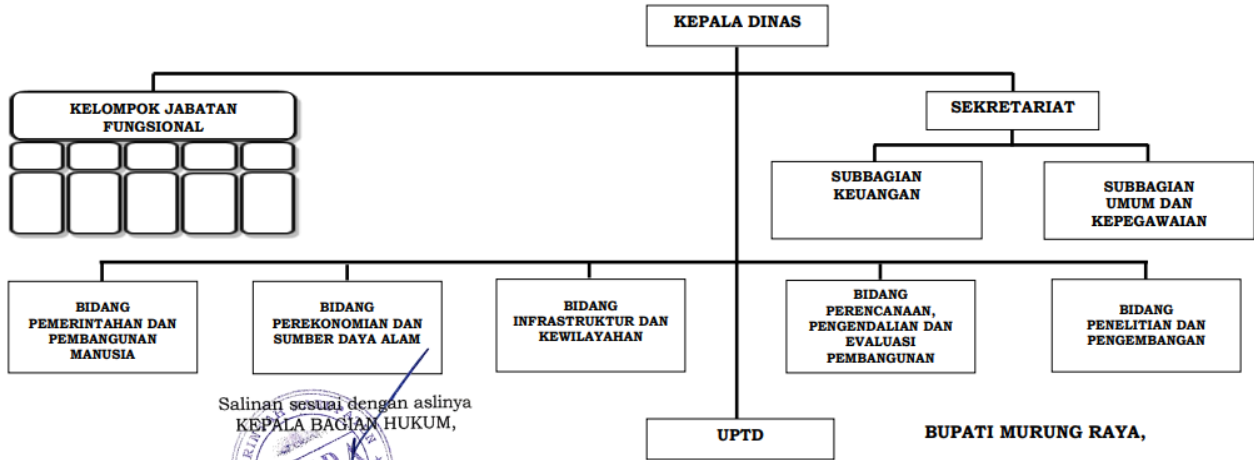 KEPALA DINAS
KELOMPOK JABATAN
FUNGSIONAL
SEKRETARIAT
SUBBAGIAN
KEUANGAN
SUBBAGIAN
UMUM DAN
KEPEGAWAIAN
BIDANG
PEMERINTAHAN DAN
PEMBANGUNAN
MANUSIA
BIDANG
PEREKONOMIAN DAN
SUMBER DAYA ALAM
BIDANG
INFRASTRUKTUR DAN
KEWILAYAHAN
BIDANG
PERENCANAAN,
PENGENDALIAN DAN
EVALUASI
PEMBANGUNAN
BIDANG
PENELITIAN DAN
PENGEMBANGAN
Salinan sesuai dengan aslinya
KEPALA BAGIAN HUKUM,
UPTD
BUPATI MURUNG RAYA,